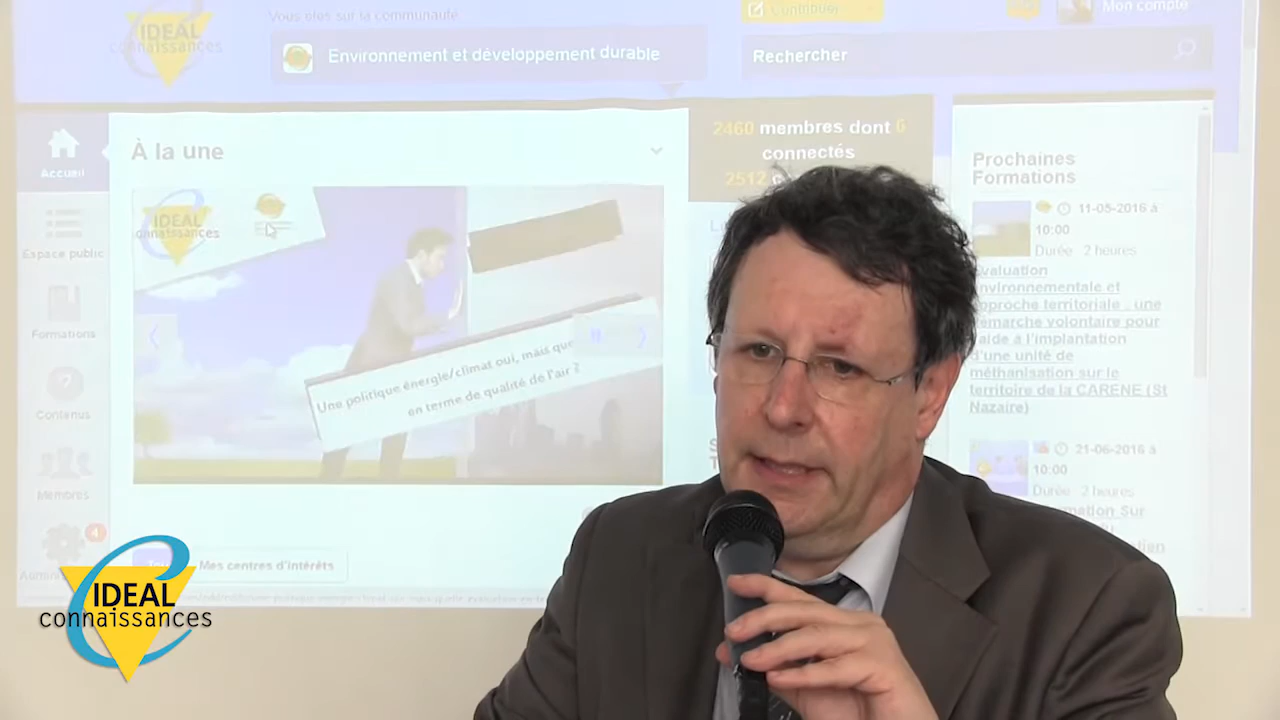 IDEAL
connaissances
Vous êtes sur la communauté
Environnement et développement durable
Contribuer
Mon compte
Rechercher
Accueil
Espace public
Formations
Contenus
Membres
4
À la une
IDEAL
connaissances
Une politique énergie/climat oui, mais que
en terme de qualité de l'air ?
Mes centres d'intérêts
2460 membres dont 6
connectés
2512
Prochaines
Formations
11-05-2016 à
10:00
Durée : 2 heures
Evaluation
environnementale et
approche territoriale : une
démarche volontaire pour
l'implantation
d'une unité de
méthanisation sur le
territoire de la CARENE (St
Nazaire)
21-06-2016 à
10:00
Durée : 2 heures
IDEAL
connaissances